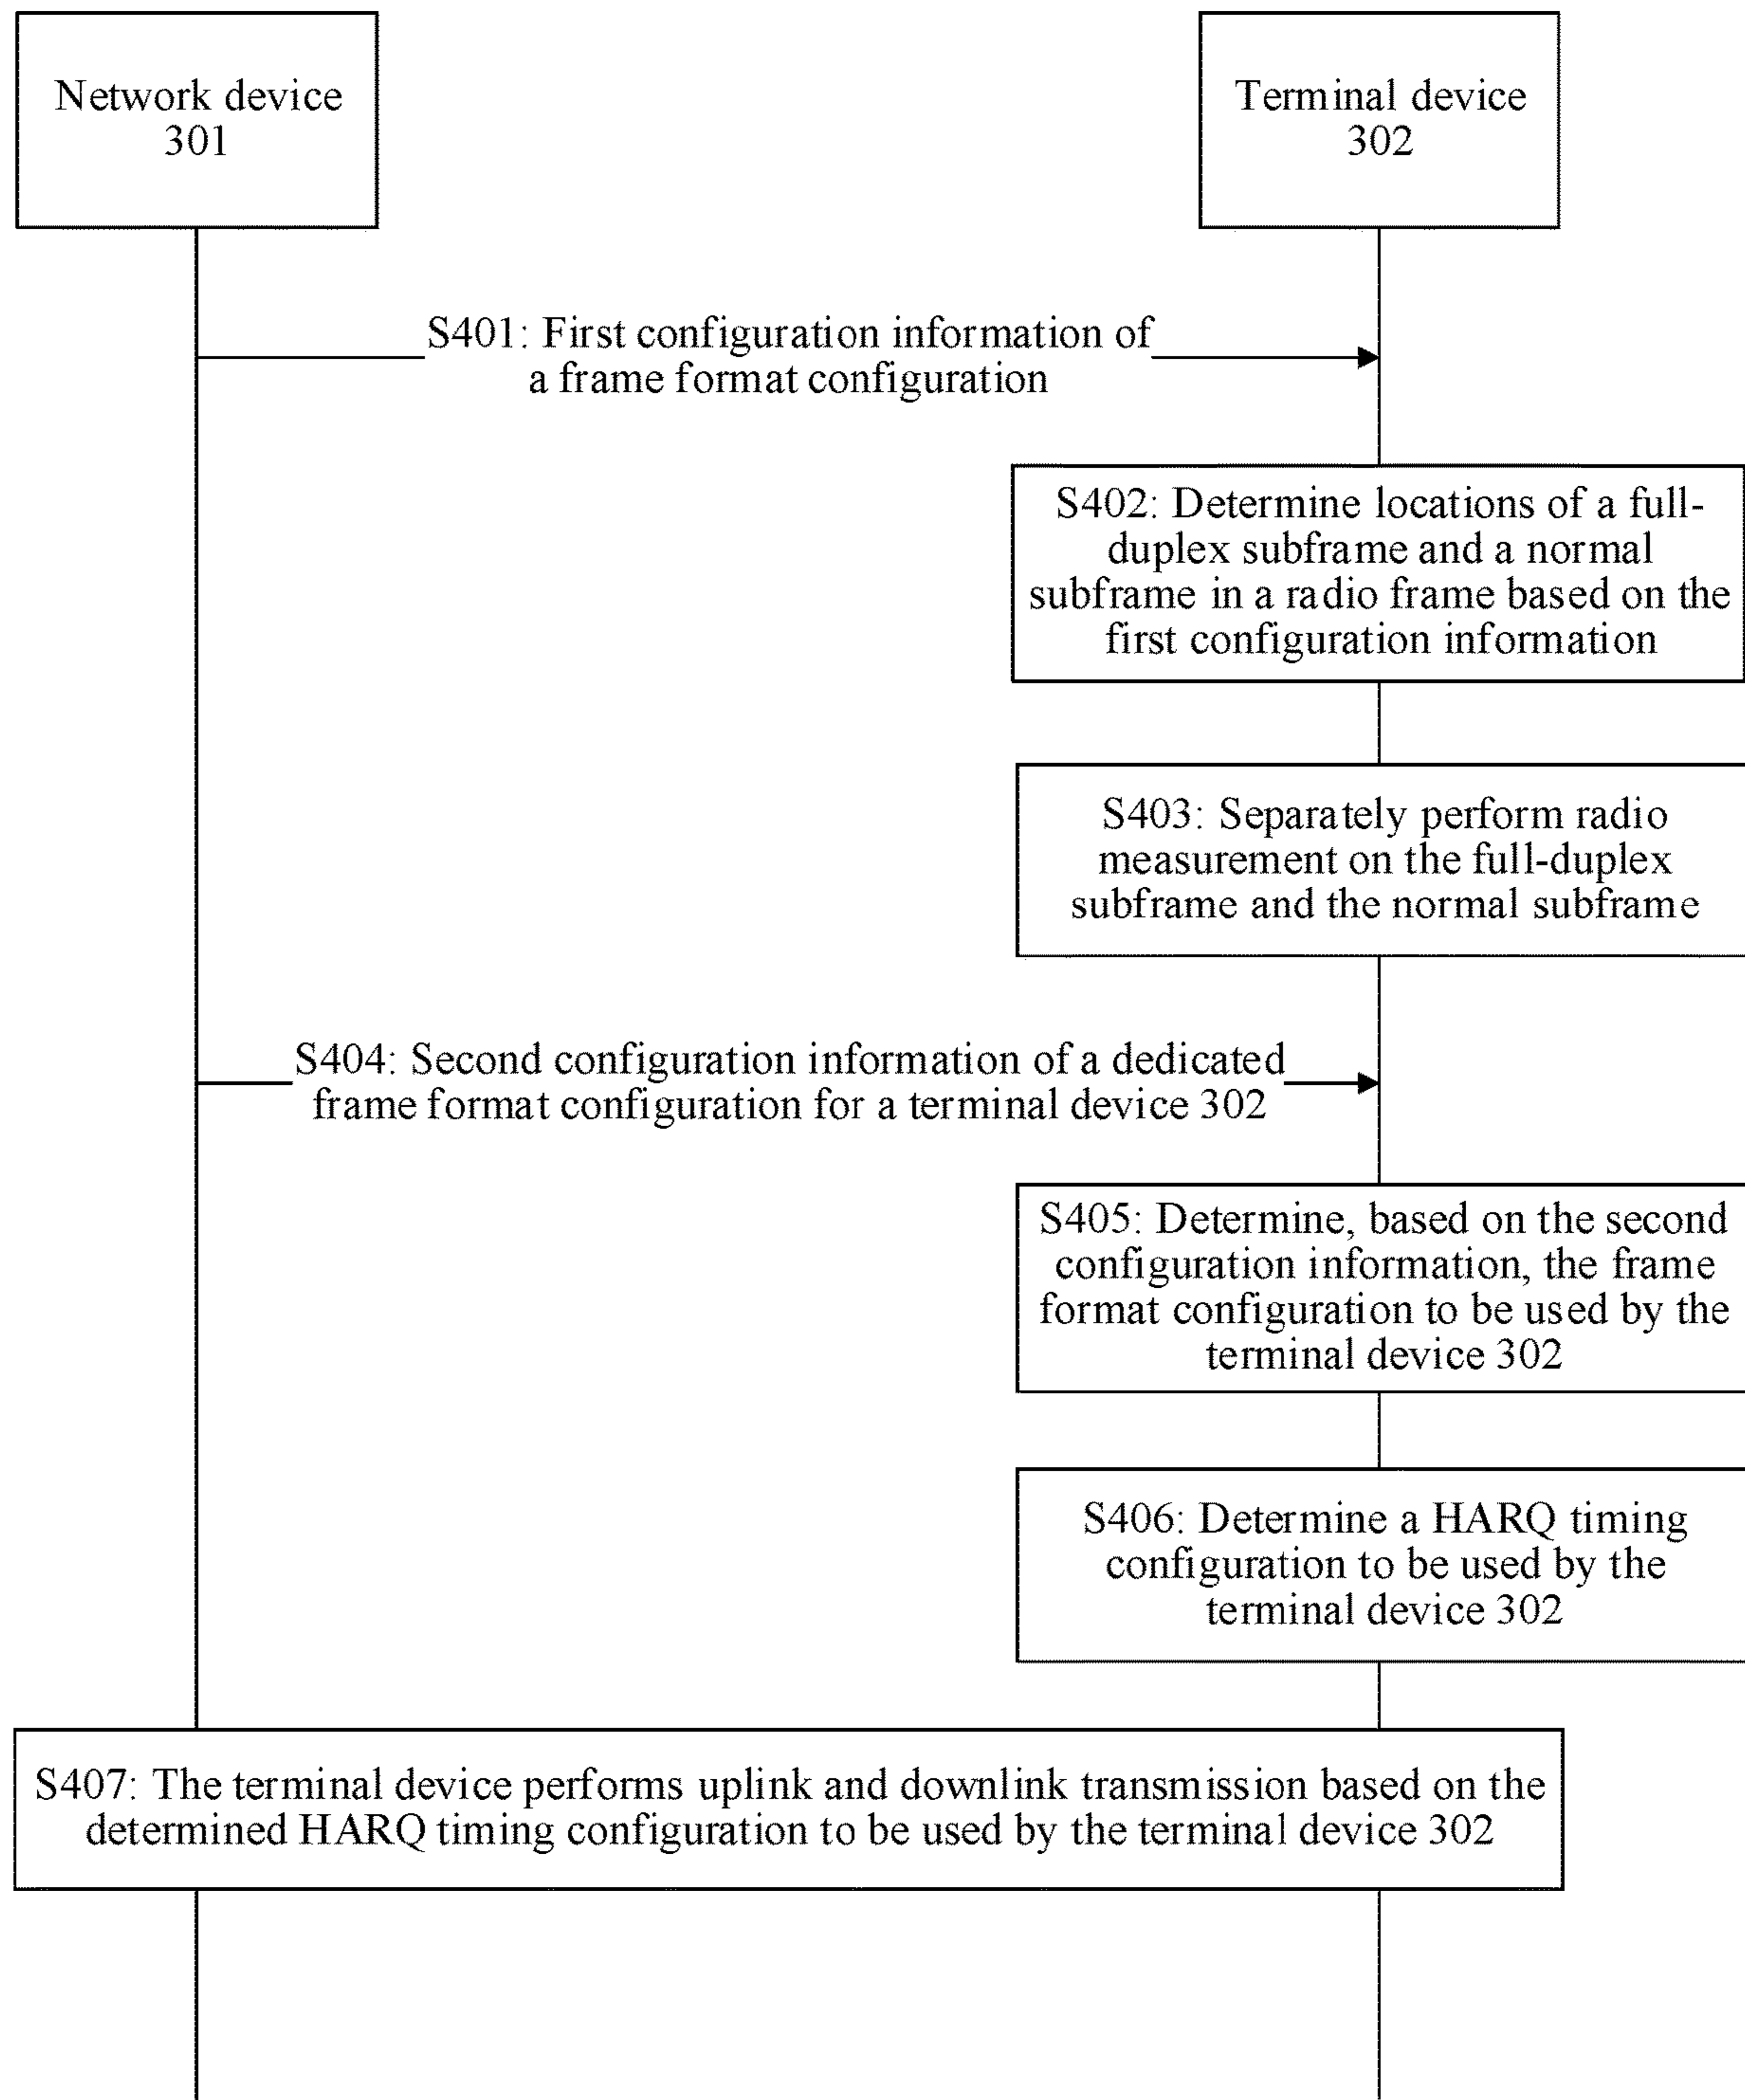 Network device
301
Terminal device
302
S401: First configuration information of
a frame format configuration
S402: Determine locations of a full-
duplex subframe and a normal
subframe in a radio frame based on the
first configuration information
S403: Separately perform radio
measurement on the full-duplex
subframe and the normal subframe
S404: Second configuration information of a dedicated
frame format configuration for a terminal device 302
S405: Determine, based on the second
configuration information, the frame
format configuration to be used by the
terminal device 302
S406: Determine a HARQ timing
configuration to be used by the
terminal device 302
S407: The terminal device performs uplink and downlink transmission based on the
determined HARQ timing configuration to be used by the terminal device 302